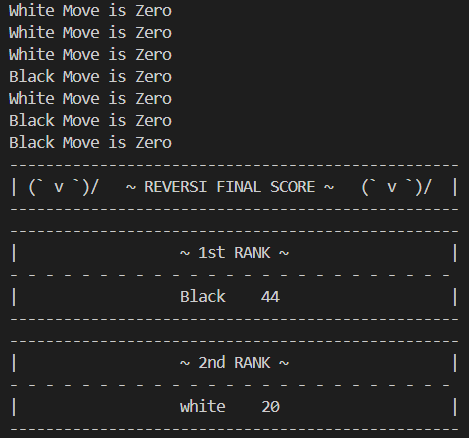 White Move is Zero
White Move is Zero
White Move is Zero
Black Move is Zero
White Move is Zero
Black Move is Zero
Black Move is Zero
--------------------------------------------------
| (` v `)/   ~ REVERSI FINAL SCORE ~   (` v `)/  |
--------------------------------------------------
--------------------------------------------------
|                  ~ 1st RANK ~                  |
- - - - - - - - - - - - - - - - - - - - - - - - -
|                  Black    44                   |
--------------------------------------------------
--------------------------------------------------
|                  ~ 2nd RANK ~                  |
- - - - - - - - - - - - - - - - - - - - - - - - -
|                  white    20                   |
--------------------------------------------------